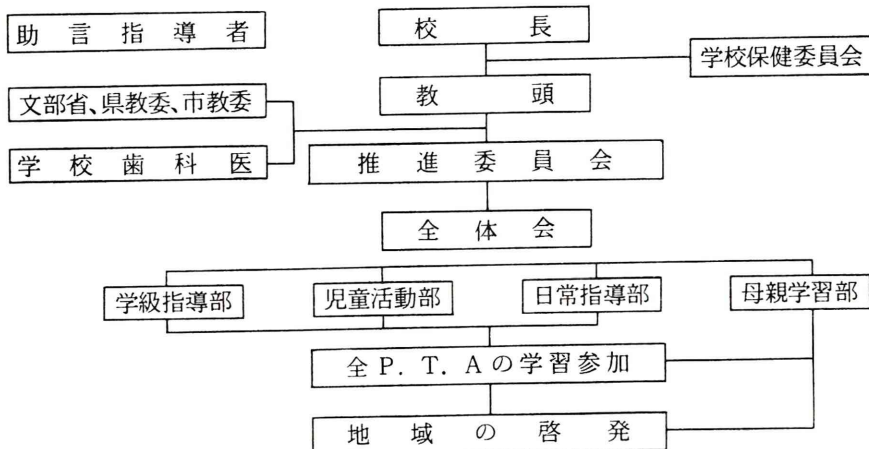 助言指導者
校長
学校保健委員会
文部省、県教委、市教委
教頭
学校歯科医
推進委員会
全体会
学級指導部
児童活動部
日常指導部
母親学習部
全P.T.Aの学習参加
地域の啓発